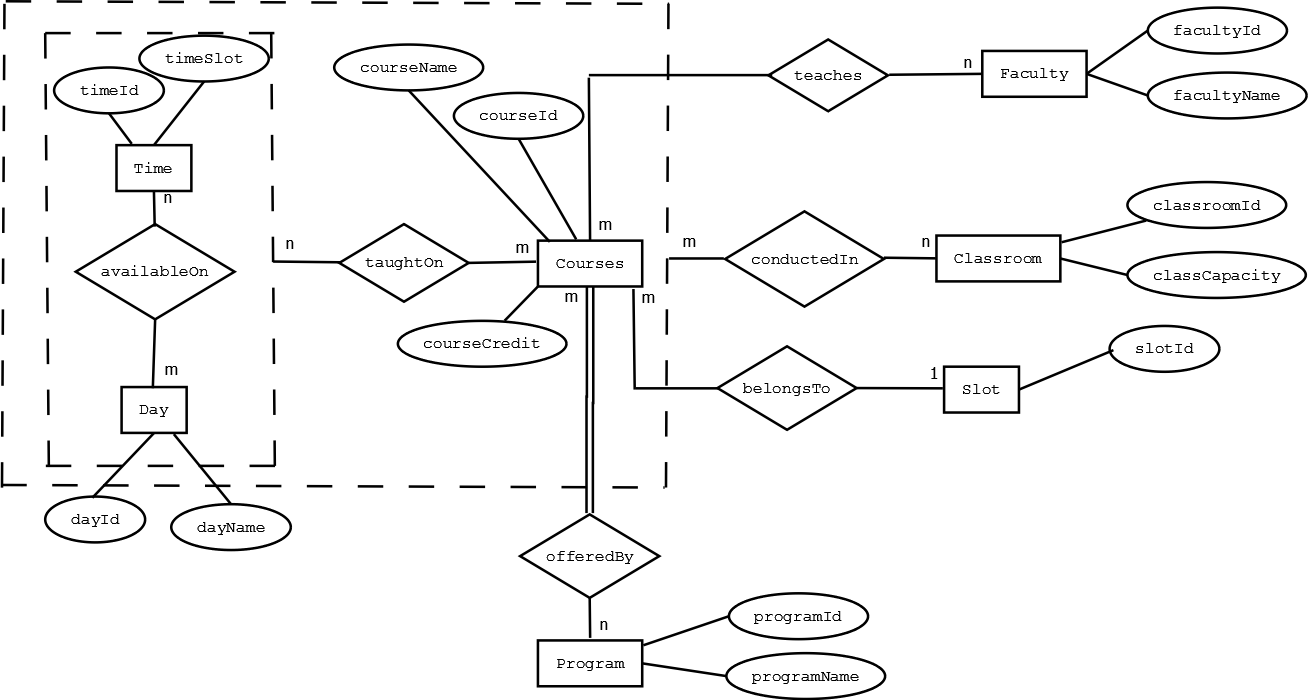 facultyId
timeSlot
courseName
n
teaches
Faculty
timeId
facultyName
courseId
Time
n
classroomId
m
n
m
m
n
taughtOn
Courses
conductedIn
Classroom
availableOn
classCapacity
m
m
courseCredit
slotId
m
1
belongsTo
Slot
Day
dayId
dayName
offeredBy
programId
n
Program
programName